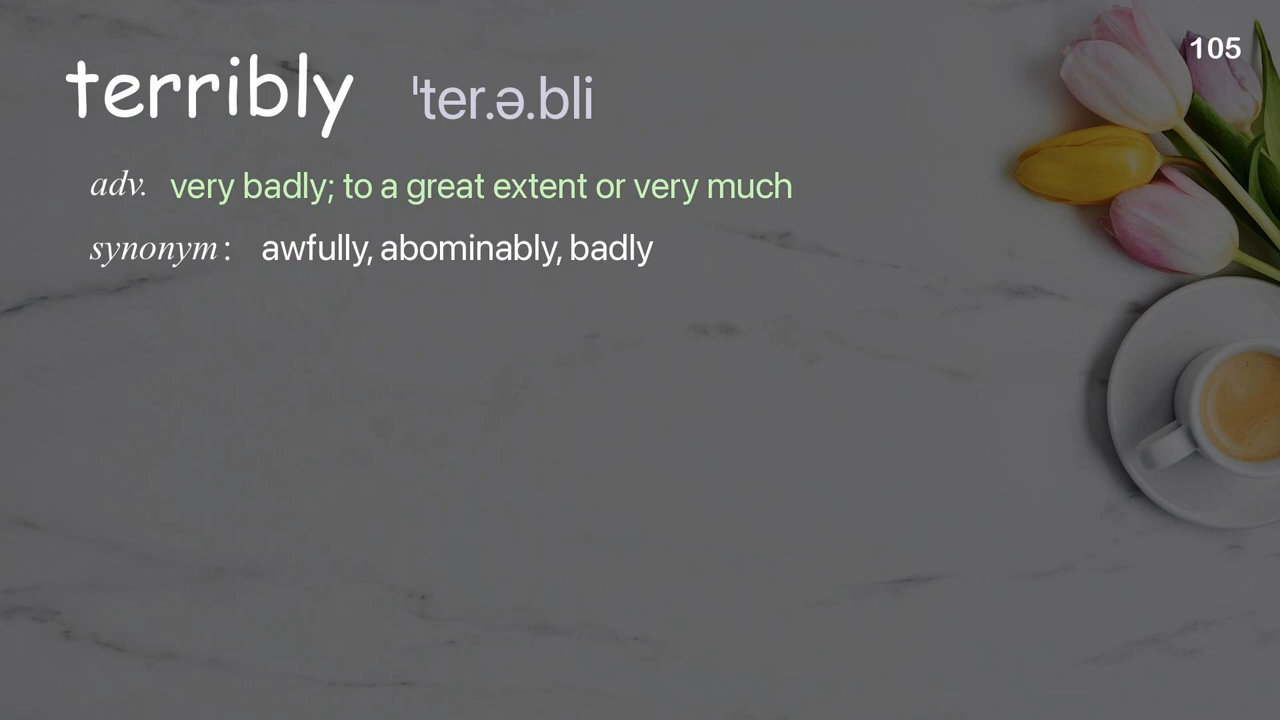 105
terribly ˈter.ə.bli
adv. very badly; to a great extent or very much
synonym: awfully, abominably, badly